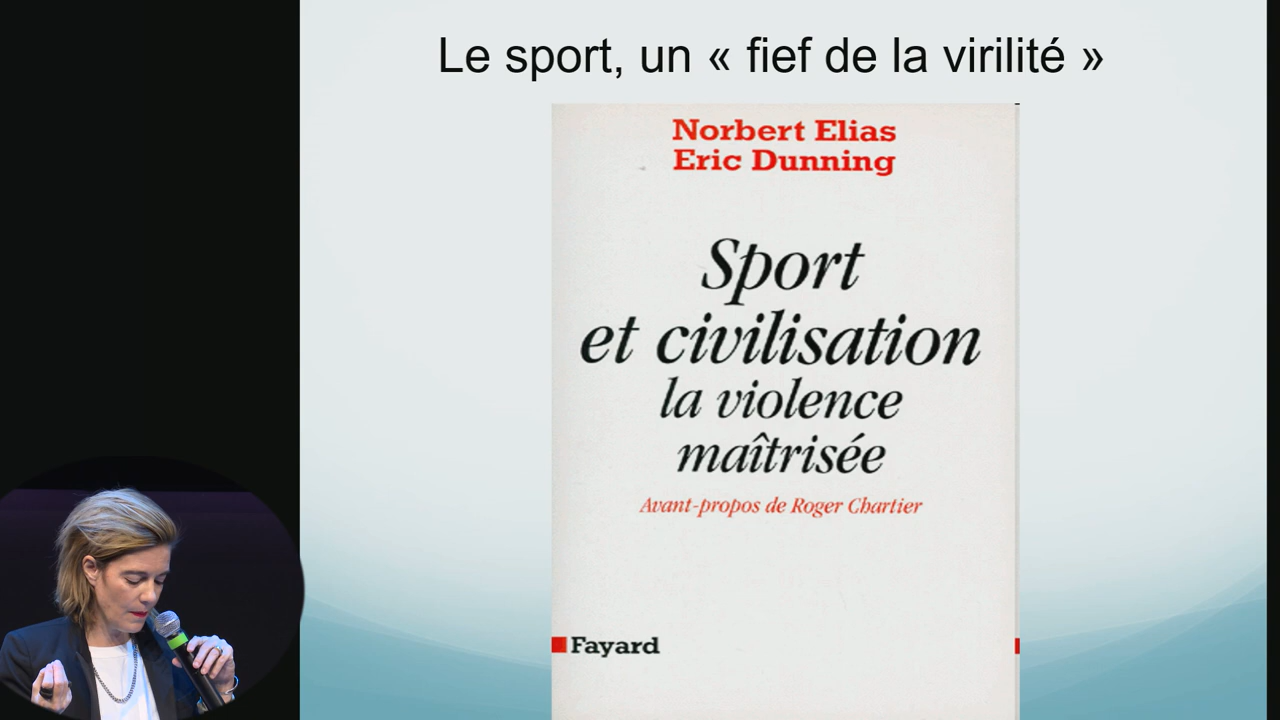 Le sport, un « fief de la virilité »
Norbert Elias
Eric Dunning
Sport
et civilisation
la violence
maîtrisée
Avant-propos de Roger Chartier
Fayard